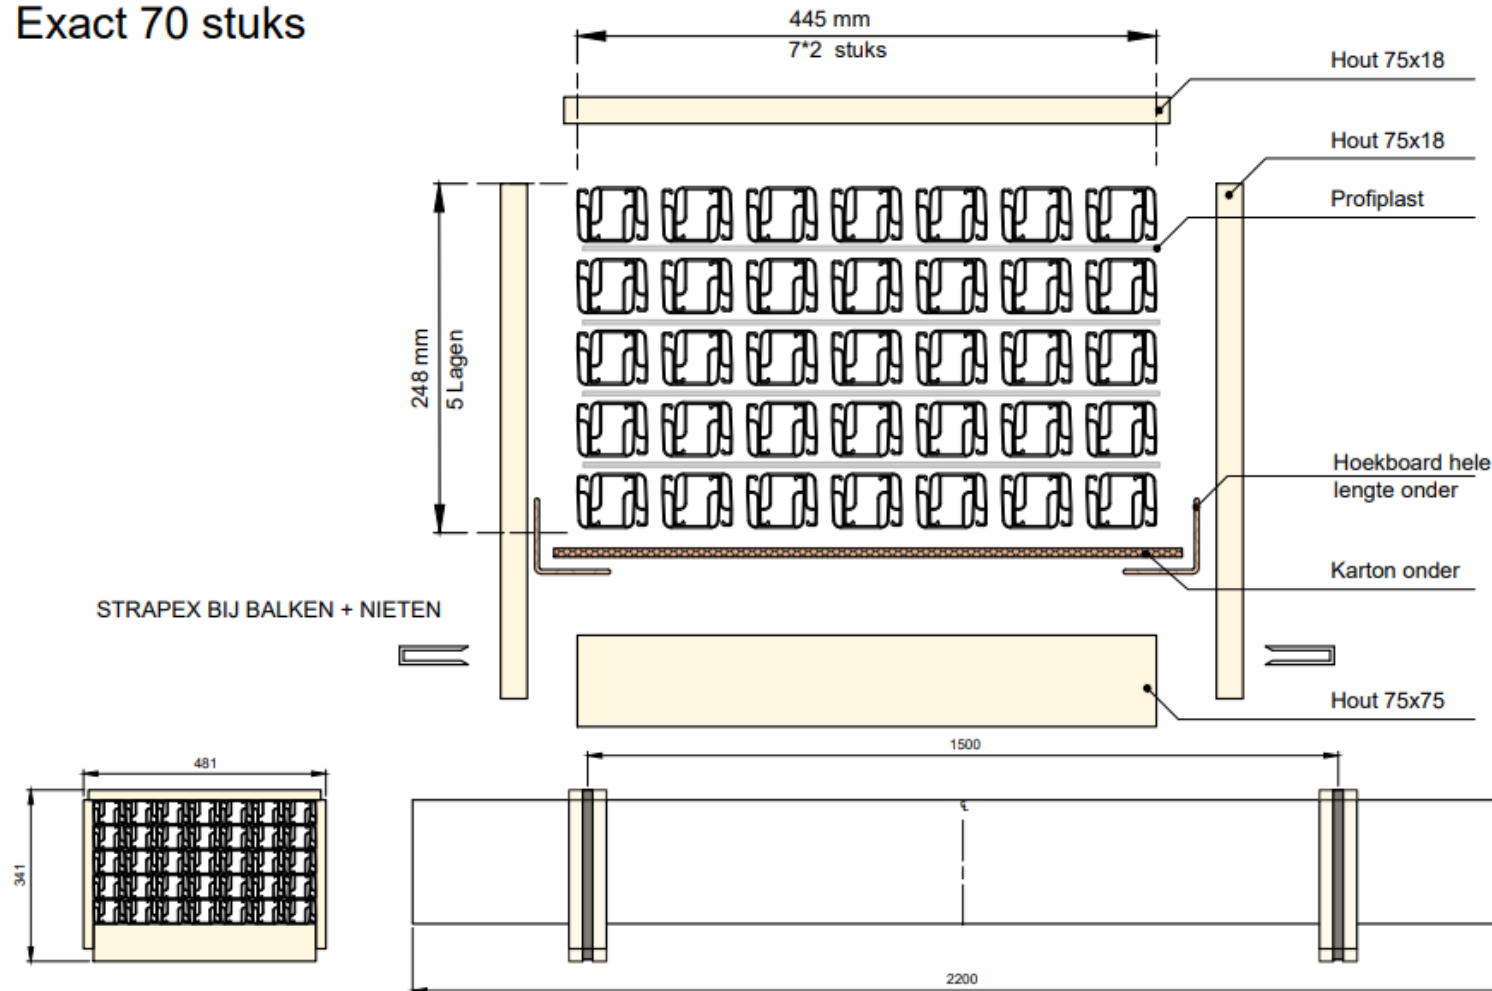 Exact 70 stuks
445 mm
7*2 stuks
Hout 75x18
Hout 75x18
Profiplast
248 mm
5 Lagen
Hoekboard hele
lengte onder
Karton onder
STRAPEX BIJ BALKEN + NIETEN
Hout 75x75
481
341
1500
℄
2200